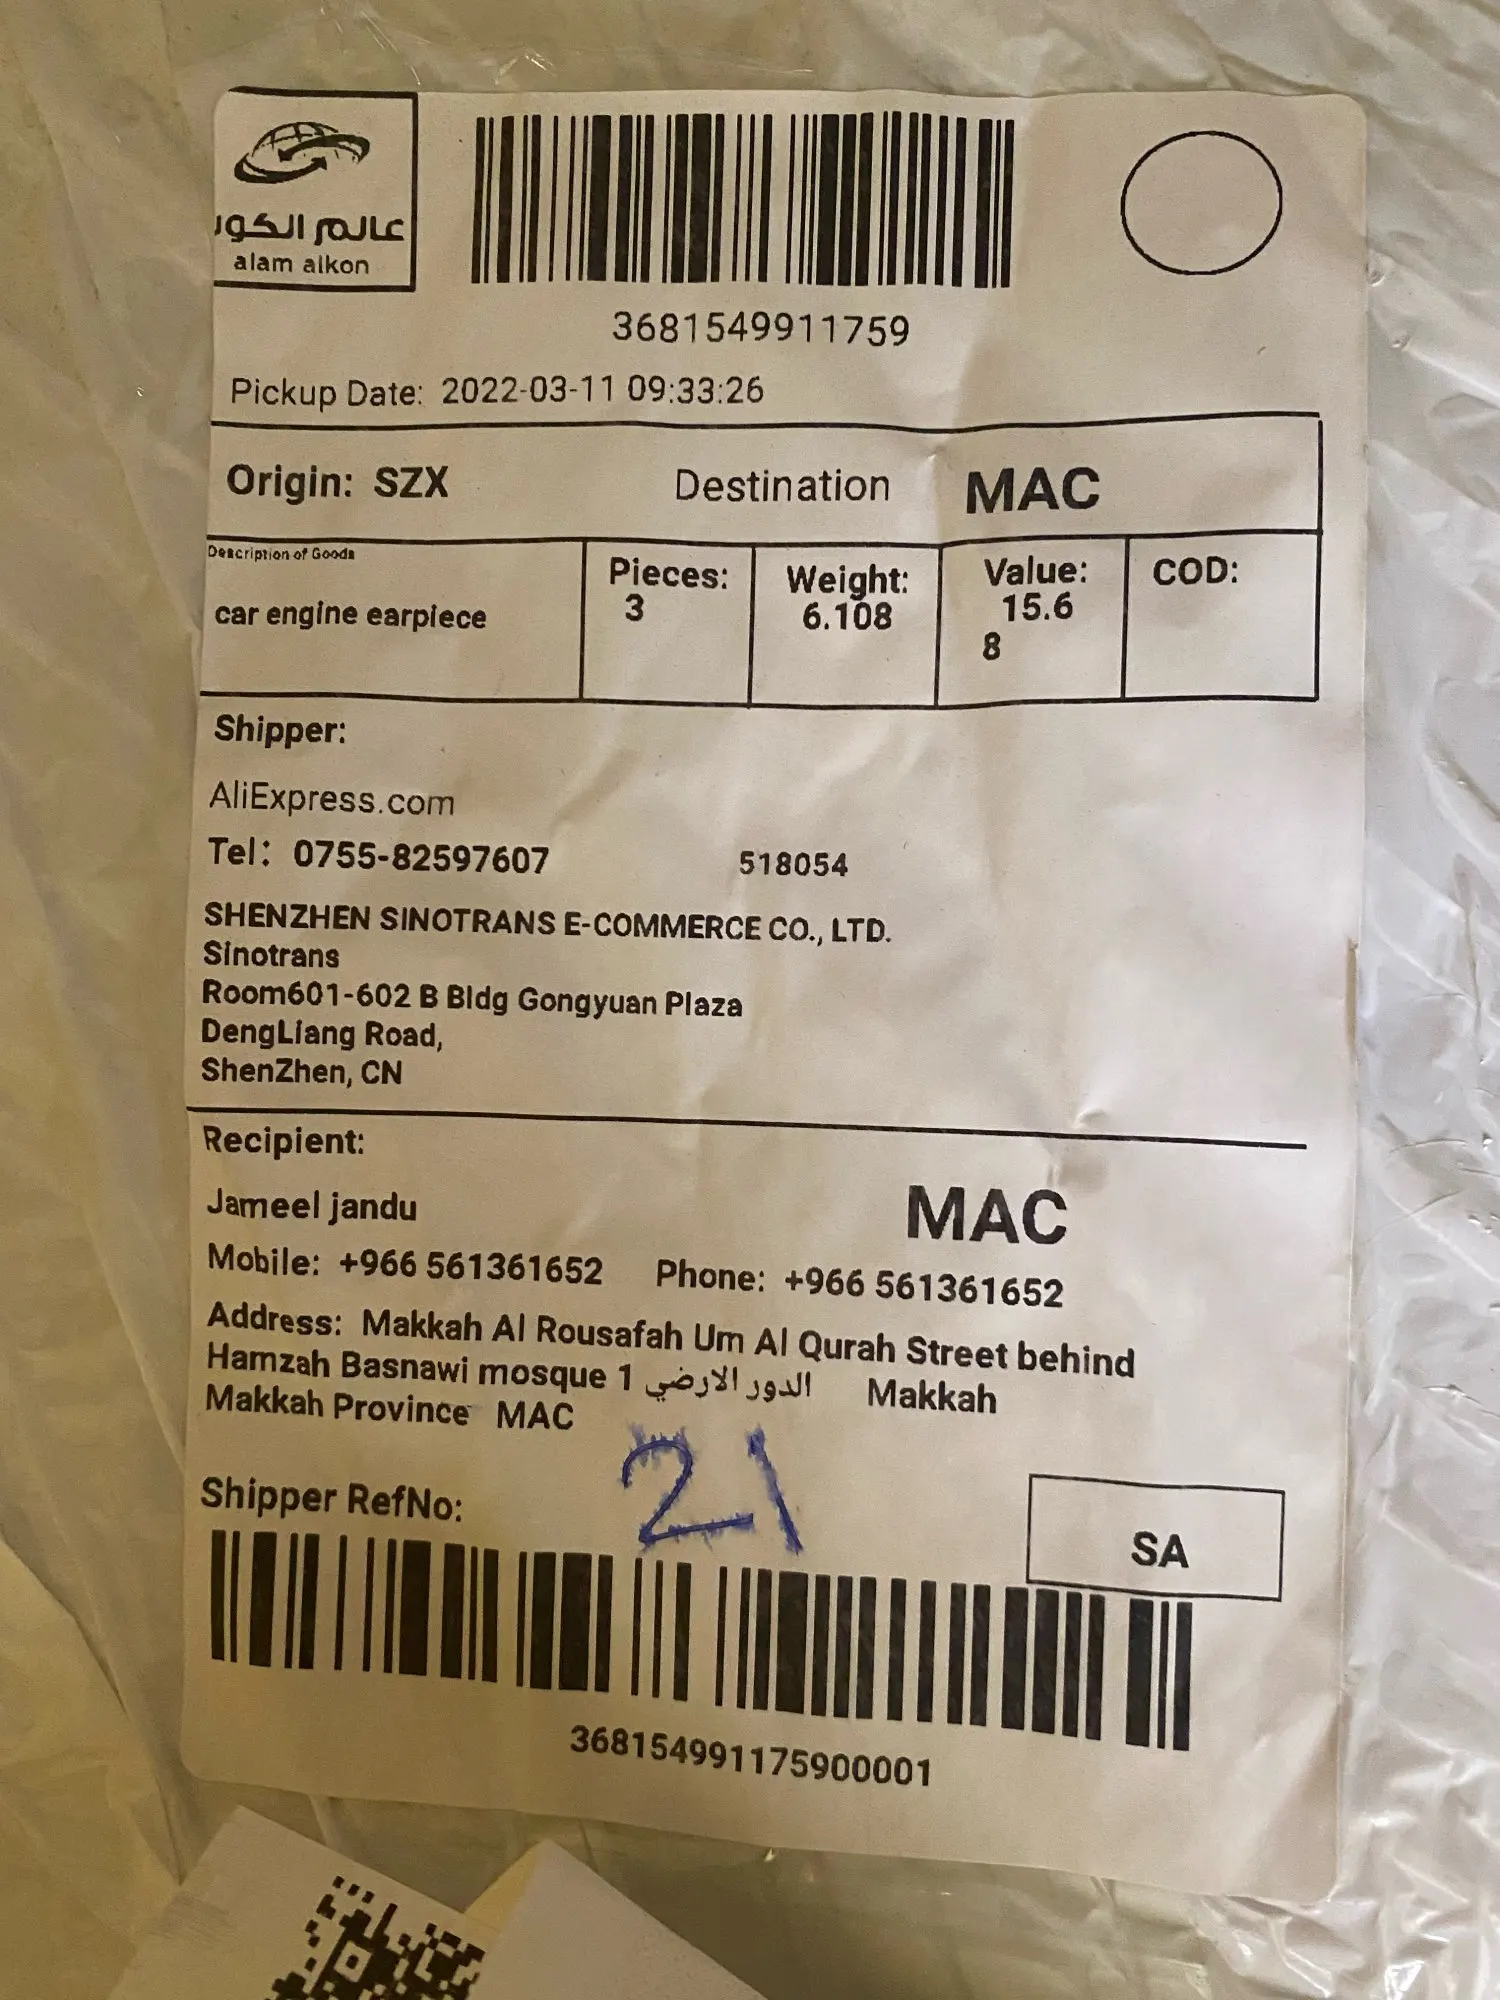 عالم الكون
alam alkon
3681549911759
Pickup Date: 2022-03-11 09:33:26
Origin: SZX Destination MAC
Description of Goods
car engine earpiece
Pieces:
3
Weight:
6.108
Value:
15.6
8
COD:
Shipper:
AliExpress.com
Tel: 0755-82597607 518054
SHENZHEN SINOTRANS E-COMMERCE CO., LTD.
Sinotrans
Room601-602 B Bldg Gongyuan Plaza
DengLiang Road,
ShenZhen, CN
Recipient:
Jameel jandu
MAC
Mobile: +966 561361652 Phone: +966 561361652
Address: Makkah Al Rousafah Um Al Qurah Street behind
Hamzah Basnawi mosque 1 الدور الارضي Makkah
Makkah Province MAC
21
Shipper RefNo:
SA
368154991175900001